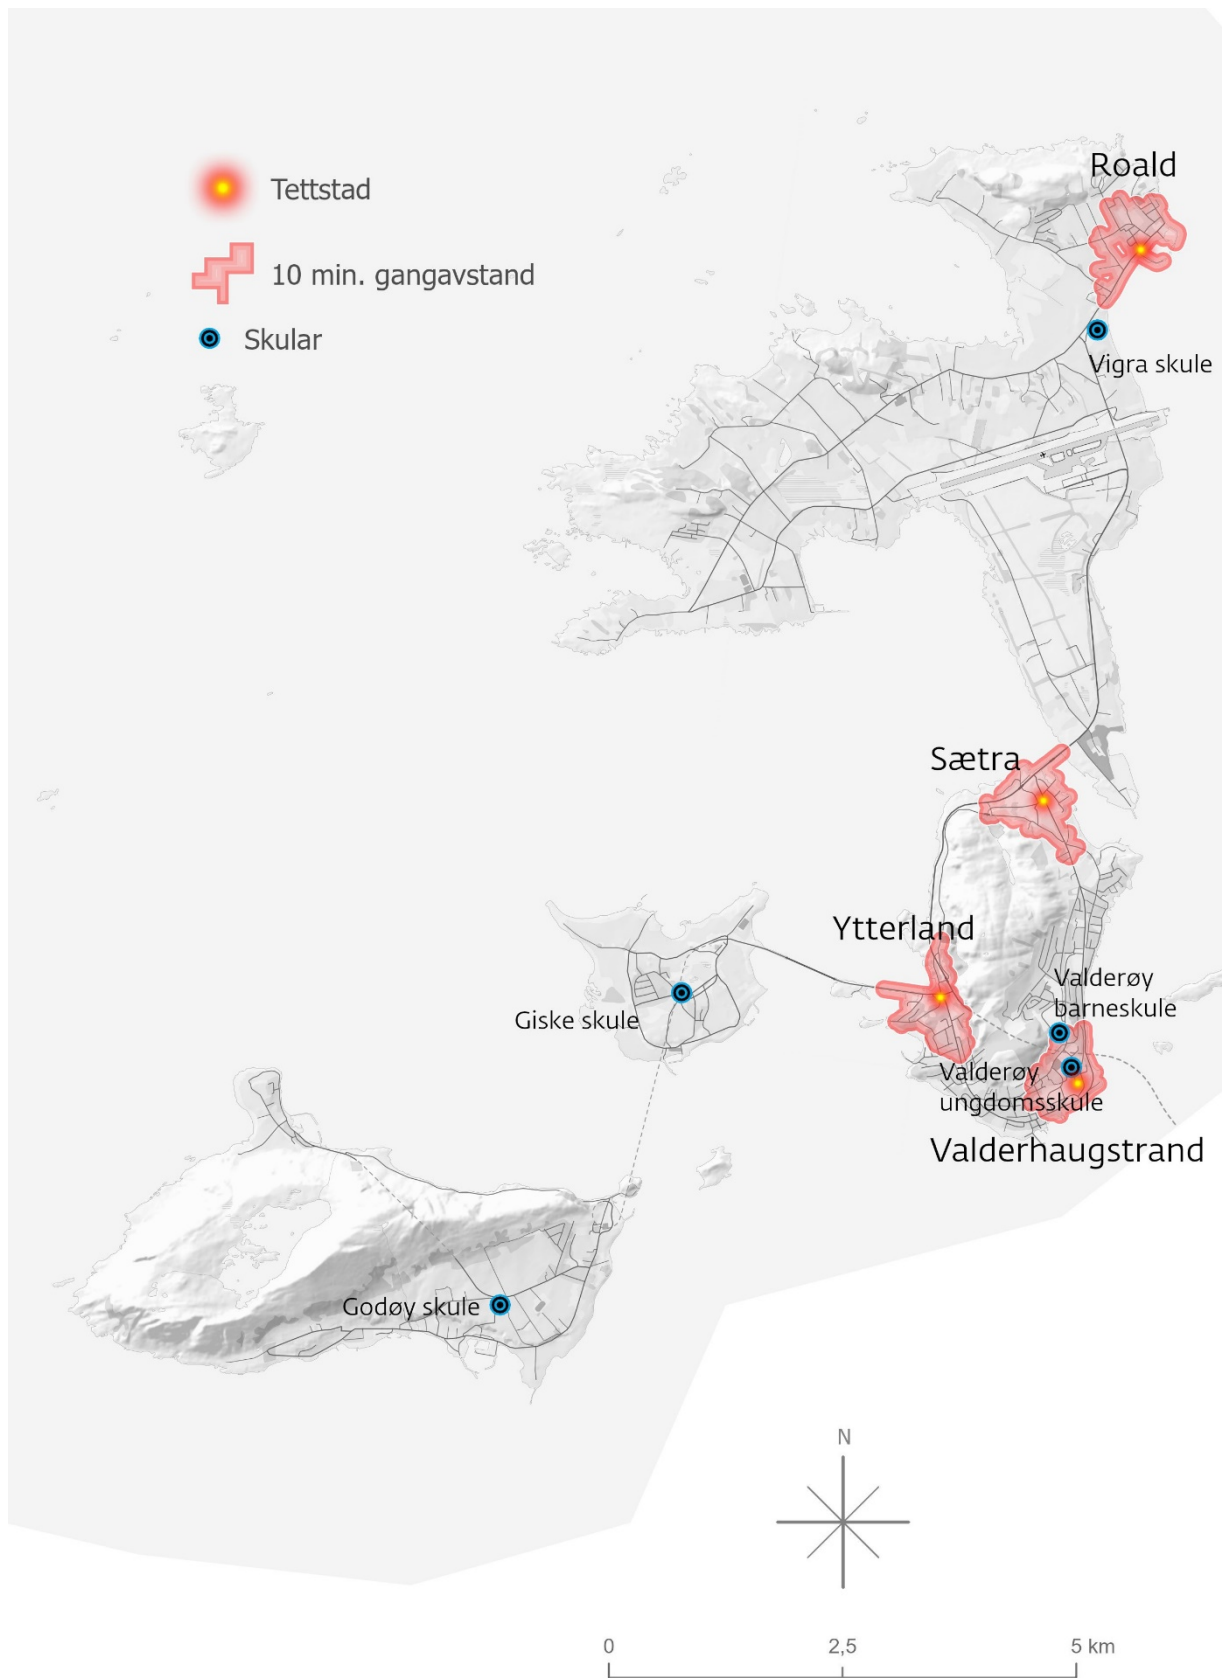 Roald
Tettstad
10 min. gangavstand
Skular
Vigra skule
Sætra
Ytterland
Valderøy
barneskule
Giske skule
Valderøy
ungdomsskule
Valderhaugstrand
Godøy skule
N
0 2,5 5 km